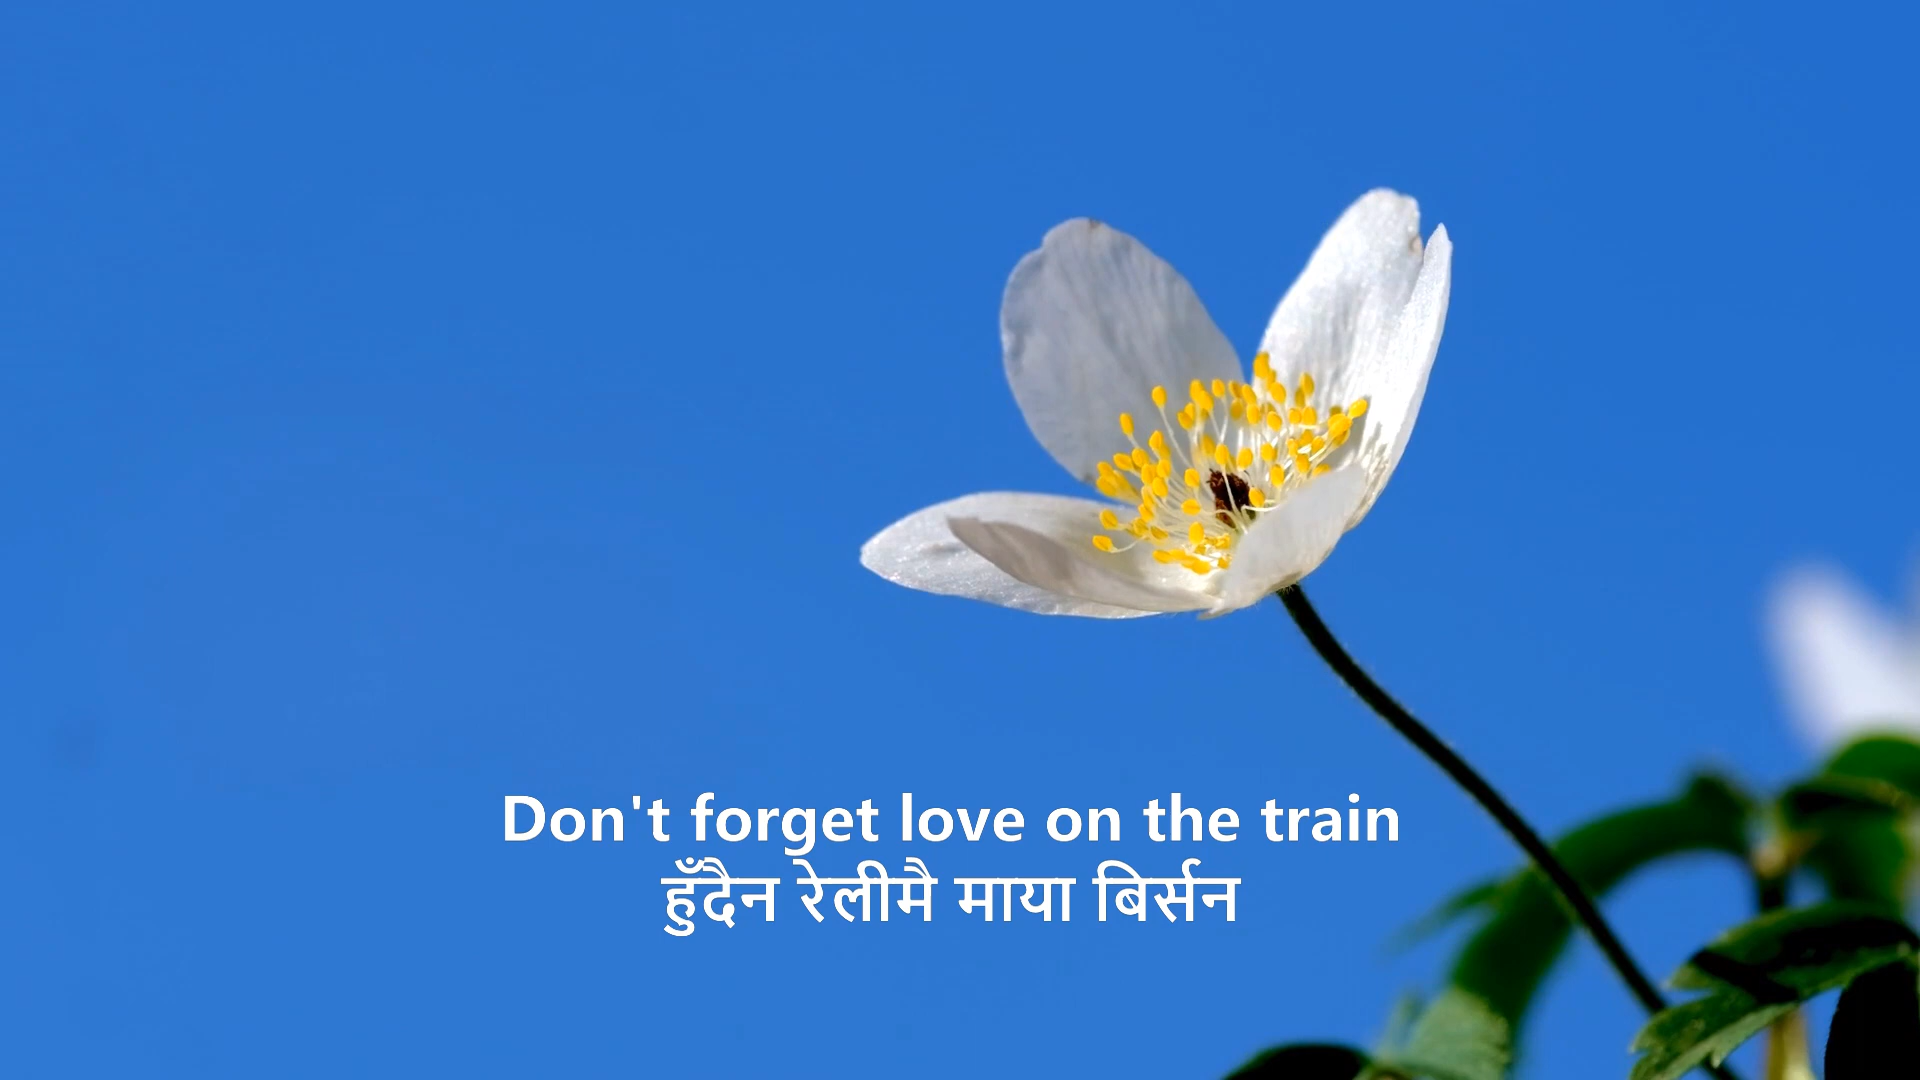 Don't forget love on the train
हुँदैन रेलीमै माया बिर्सन